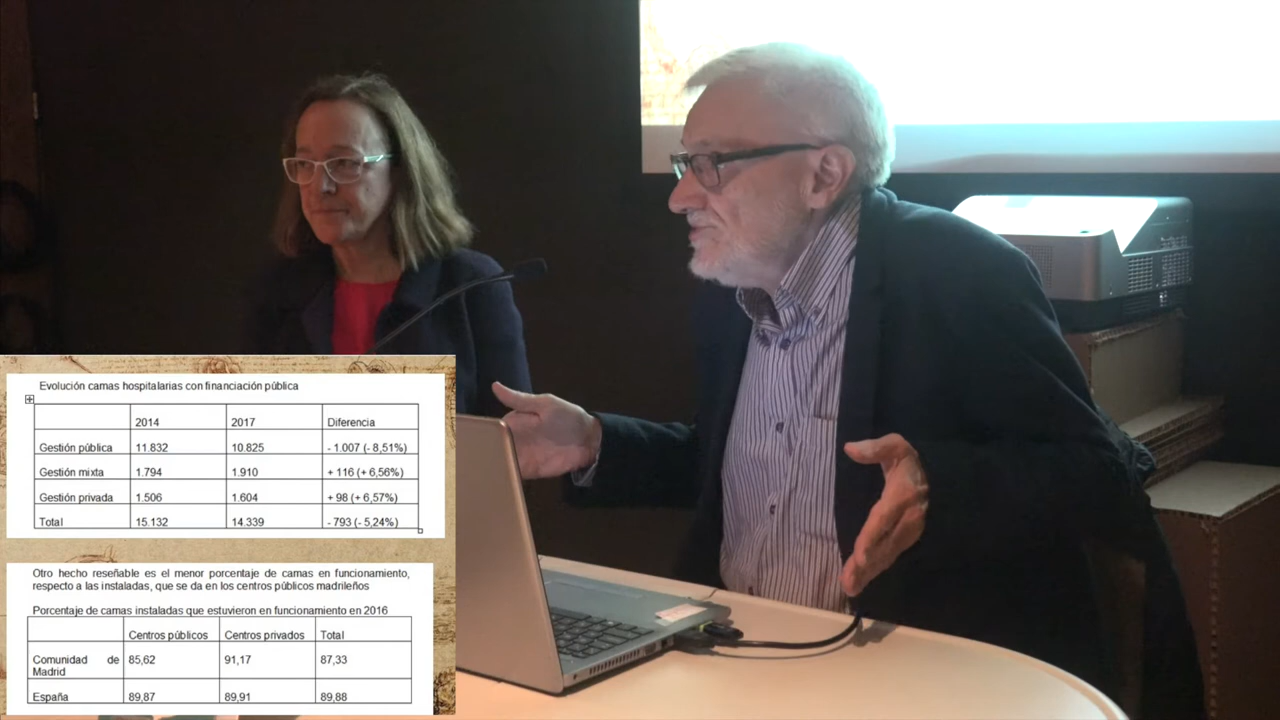 Evolución camas hospitalarias con financiación pública
2014 2017 Diferencia
Gestión pública 11.832 10.825 - 1.007 (- 8,51%)
Gestión mixta 1.794 1.910 + 116 (+ 6,56%)
Gestión privada 1.506 1.604 + 98 (+ 6,57%)
Total 15.132 14.339 - 793 (- 5,24%)
Otro hecho reseñable es el menor porcentaje de camas en funcionamiento,
respecto a las instaladas, que se da en los centros públicos madrileños
Porcentaje de camas instaladas que estuvieron en funcionamiento en 2016
Centros públicos Centros privados Total
Comunidad de Madrid 85,62 91,17 87,33
España 89,87 89,91 89,88